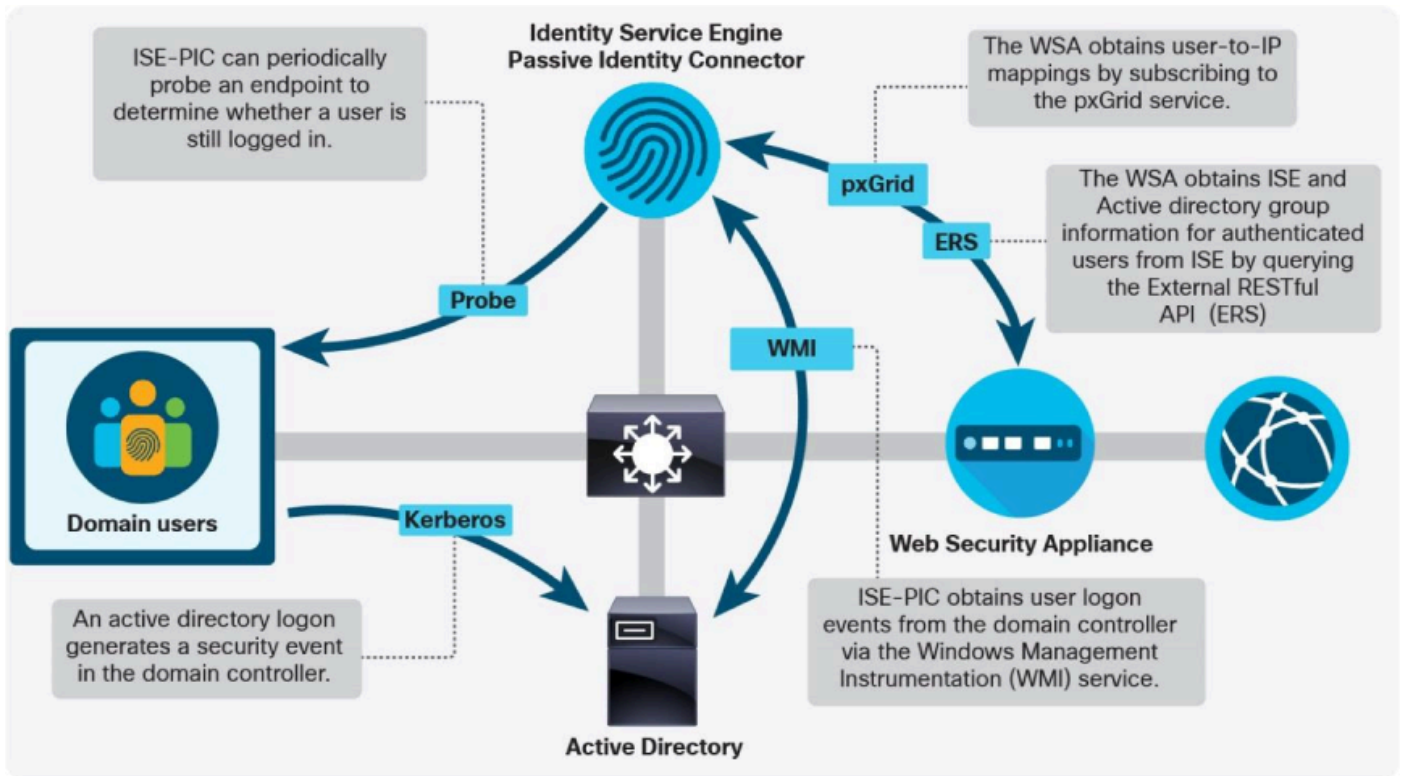 Identity Service Engine
Passive Identity Connector
ISE-PIC can periodically
probe an endpoint to
determine whether a user is
still logged in.
The WSA obtains user-to-IP
mappings by subscribing to
the pxGrid service.
pxGrid
The WSA obtains ISE and
Active directory group
information for authenticated
users from ISE by querying
the External RESTful
API (ERS)
ERS
Probe
WMI
Domain users
Kerberos
Web Security Appliance
An active directory logon
generates a security event
in the domain controller.
ISE-PIC obtains user logon
events from the domain controller
via the Windows Management
Instrumentation (WMI) service.
Active Directory